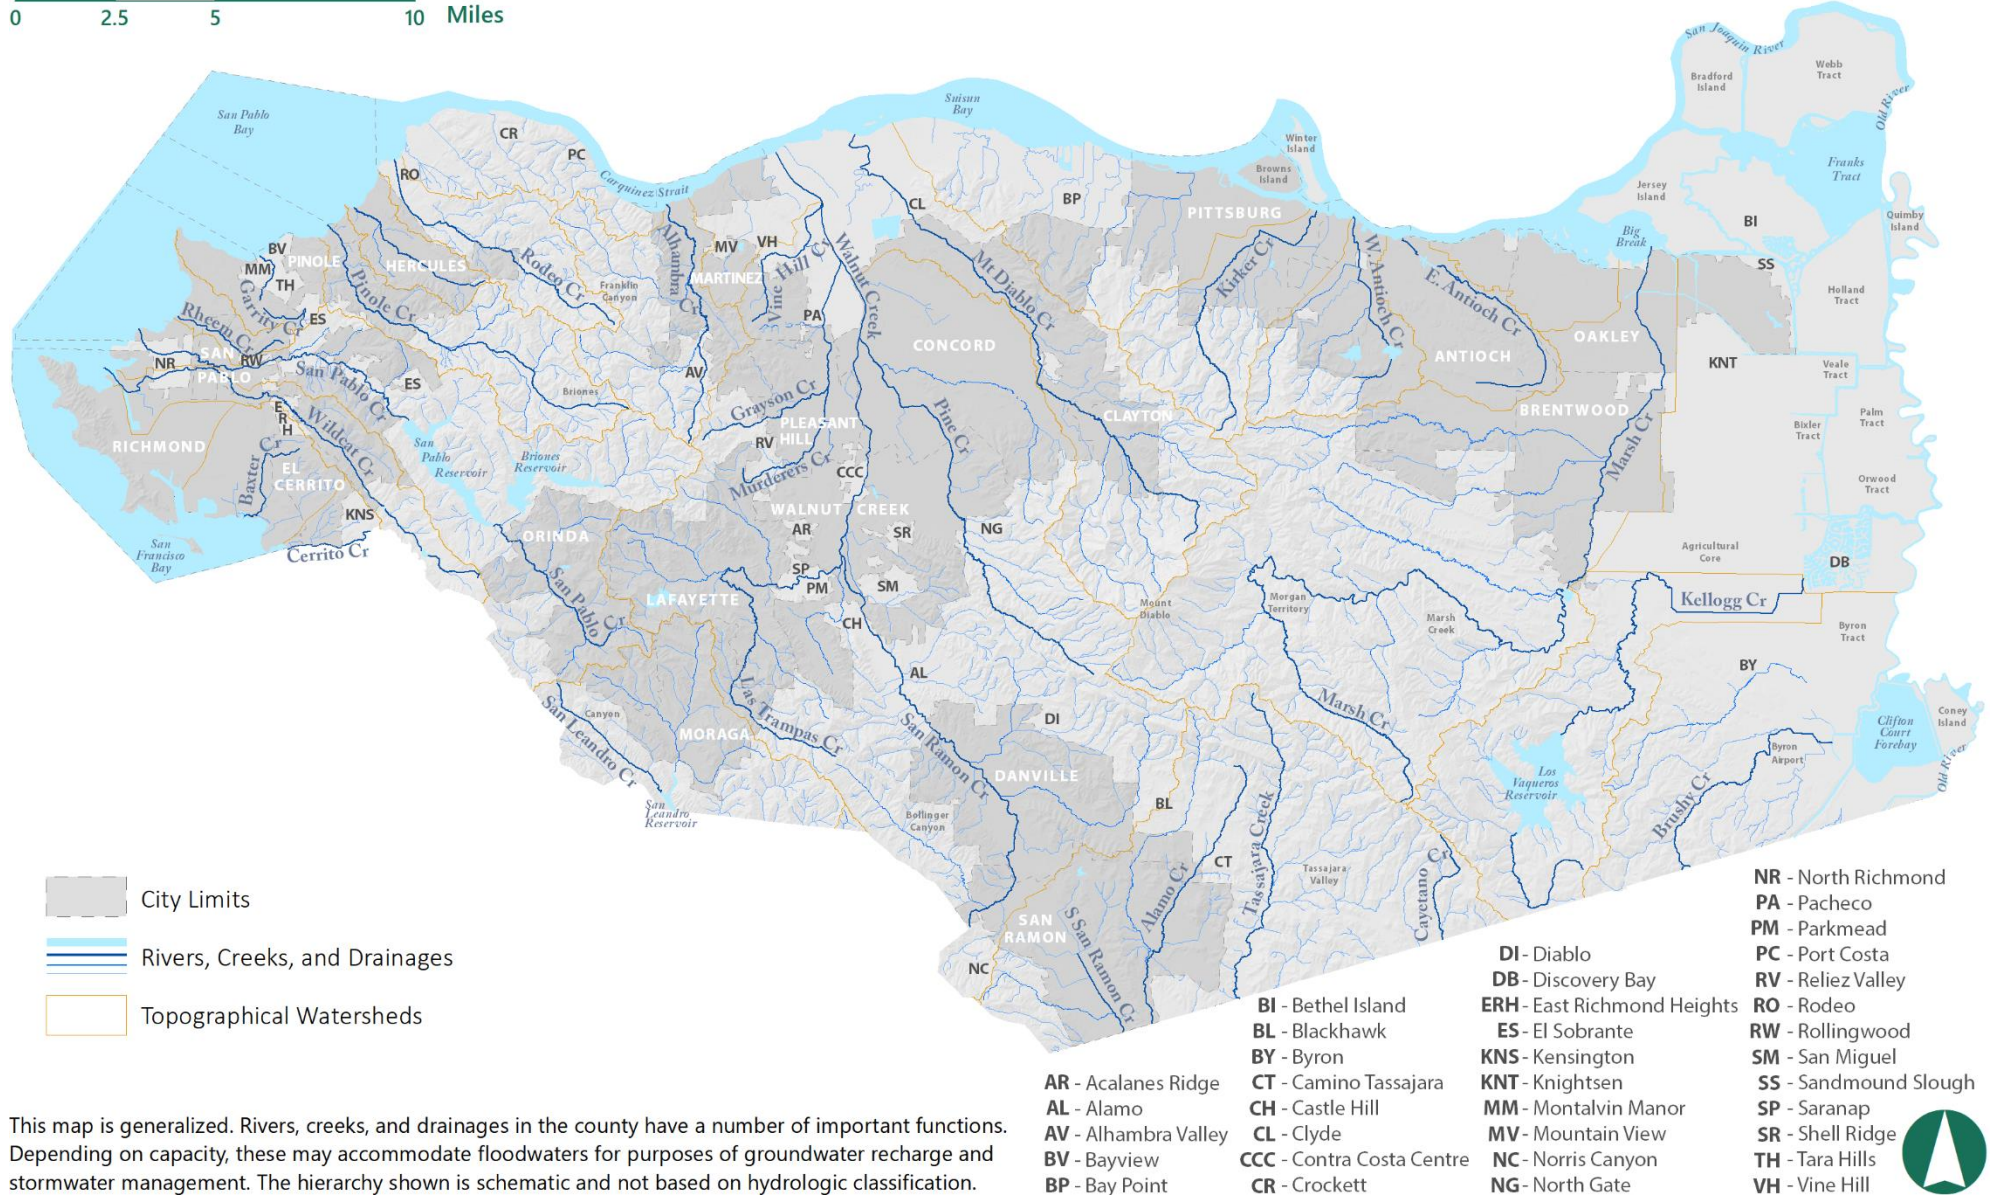 0 2.5 5 10 Miles
San Joaquin River
Bradford
Island
Webb
Tract
Old River
San Pablo
Bay
Suisun
Bay
CR
PC
RO
Carquinez Strait
Winter
Island
Browns
Island
Franks
Tract
Jersey
Island
BI
Quimby
Island
CL
BP
PITTSBURG
Big
Break
SS
BV
MM
TH
PINOLE
HERCULES
Rodeo Cr
Franklin
Canyon
Alhambra Cr
MV
VH
MARTINEZ
Vine Hill Cr
Walnut Creek
Mt Diablo Cr
Kirker Cr
W. Antioch Cr
E. Antioch Cr
Holland
Tract
Garrity Cr
Pinole Cr
Rheem Cr
ES
PA
CONCORD
ANTIOCH
OAKLEY
KNT
NR
SAN
PABLO
RW
San Pablo Cr
ES
AV
Briones
Grayson Cr
PLEASANT
HILL
Pine Cr
CLAYTON
BRENTWOOD
Veale
Tract
Palm
Tract
Bixler
Tract
E
R
H
Wildcat Cr
RICHMOND
Baxter Cr
EL
CERRITO
San
Pablo
Reservoir
Briones
Reservoir
RV
Murderers Cr
CCC
Marsh Cr
Orwood
Tract
KNS
San
Francisco
Bay
Cerrito Cr
ORINDA
WALNUT CREEK
AR
SR
NG
Agricultural
Core
DB
SP
PM
SM
San Pablo Cr
LAFAYETTE
CH
Mount
Diablo
Morgan
Territory
Marsh
Creek
Kellogg Cr
Byron
Tract
AL
BY
Las Trampas Cr
San Leandro Cr
Canyon
MORAGA
San Ramon Cr
DI
DANVILLE
Marsh Cr
Clifton
Court
Forebay
Coney
Island
Old River
Byron
Airport
Los
Vaqueros
Reservoir
Brushy Cr
San
Leandro
Reservoir
Bollinger
Canyon
BL
CT
Tassajara Creek
Tassajara
Valley
Cayetano Cr
Alamo Cr
SAN
RAMON
S San Ramon Cr
NC
City Limits
Rivers, Creeks, and Drainages
Topographical Watersheds
This map is generalized. Rivers, creeks, and drainages in the county have a number of important functions.
Depending on capacity, these may accommodate floodwaters for purposes of groundwater recharge and
stormwater management. The hierarchy shown is schematic and not based on hydrologic classification.
AR - Acalanes Ridge
AL - Alamo
AV - Alhambra Valley
BV - Bayview
BP - Bay Point
BI - Bethel Island
BL - Blackhawk
BY - Byron
CT - Camino Tassajara
CH - Castle Hill
CL - Clyde
CCC - Contra Costa Centre
CR - Crockett
DI - Diablo
DB - Discovery Bay
ERH - East Richmond Heights
ES - El Sobrante
KNS - Kensington
KNT - Knightsen
MM - Montalvin Manor
MV - Mountain View
NC - Norris Canyon
NG - North Gate
NR - North Richmond
PA - Pacheco
PM - Parkmead
PC - Port Costa
RV - Reliez Valley
RO - Rodeo
RW - Rollingwood
SM - San Miguel
SS - Sandmound Slough
SP - Saranap
SR - Shell Ridge
TH - Tara Hills
VH - Vine Hill